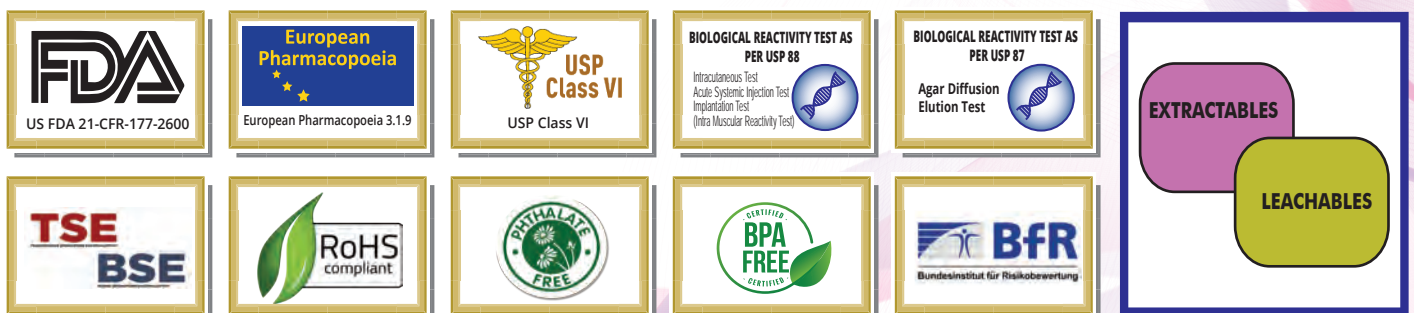 FDA
US FDA 21-CFR-177-2600
European
Pharmacopoeia
European Pharmacopoeia 3.1.9
USP
Class VI
USP Class VI
BIOLOGICAL REACTIVITY TEST AS
PER USP 88
Intracutaneous Test
Acute Systemic Injection Test
Implantation Test
(Intra Muscular Reactivity Test)
BIOLOGICAL REACTIVITY TEST AS
PER USP 87
Agar Diffusion
Elution Test
EXTRACTABLES
LEACHABLES
TSE
BSE
RoHS
compliant
PHTHALATE
FREE
CERTIFIED
BPA
FREE
CERTIFIED
BfR
Bundesinstitut für Risikobewertung